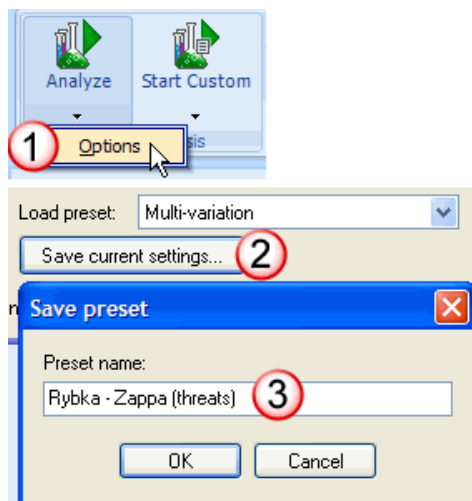 Analyze
Start Custom
1
Options
sis
Load preset:
Multi-variation
Save current settings...
2
n
Save preset
Preset name:
Rybka - Zappa (threats)
3
OK
Cancel